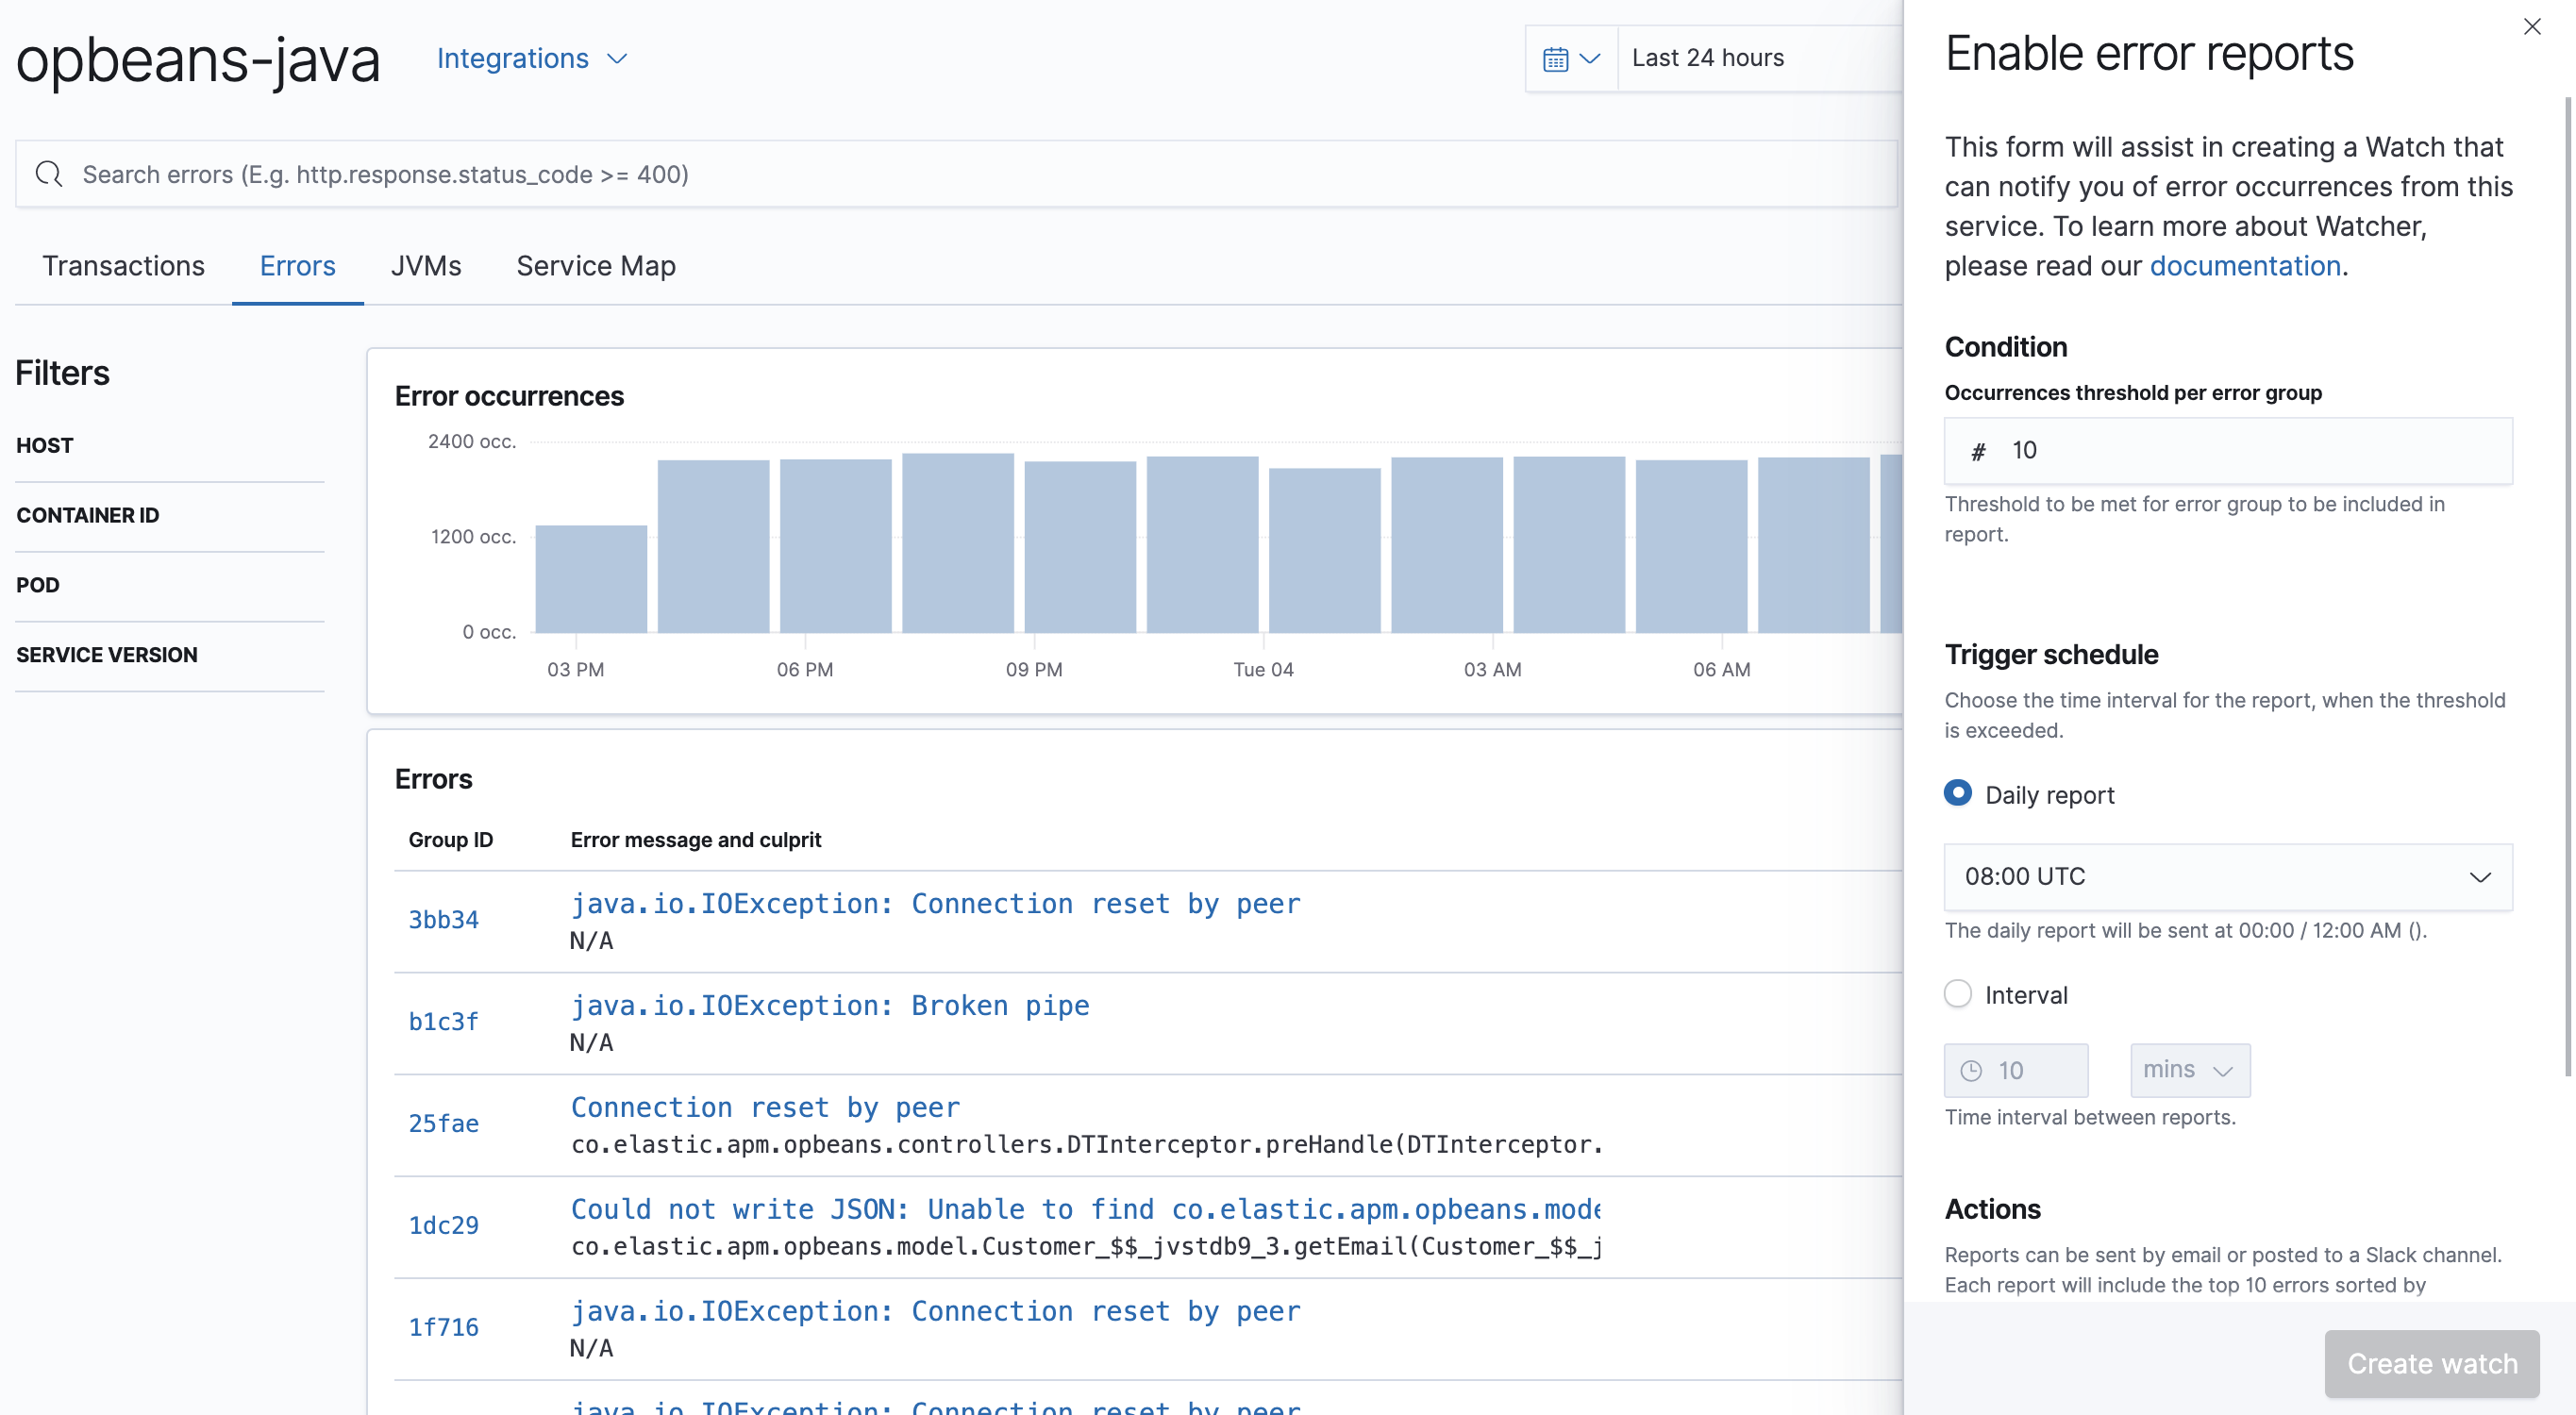 opbeans-java
Integrations
Last 24 hours
Search errors (E.g. http.response.status_code >= 400)
Transactions
Errors
JVMs
Service Map
Filters
HOST
CONTAINER ID
POD
SERVICE VERSION
Error occurrences
2400 occ.
1200 occ.
0 occ.
03 PM
06 PM
09 PM
Tue 04
03 AM
06 AM
Errors
Group ID
Error message and culprit
3bb34
java.io.IOException: Connection reset by peer
N/A
b1c3f
java.io.IOException: Broken pipe
N/A
25fae
Connection reset by peer
co.elastic.apm.opbeans.controllers.DTInterceptor.preHandle(DTInterceptor.
1dc29
Could not write JSON: Unable to find co.elastic.apm.opbeans.mode
co.elastic.apm.opbeans.model.Customer_$$_jvstdb9_3.getEmail(Customer_$$_j
1f716
java.io.IOException: Connection reset by peer
N/A
java.io.IOException: Connection reset by peer
Enable error reports
This form will assist in creating a Watch that
can notify you of error occurrences from this
service. To learn more about Watcher,
please read our documentation.
Condition
Occurrences threshold per error group
# 10
Threshold to be met for error group to be included in
report.
Trigger schedule
Choose the time interval for the report, when the threshold
is exceeded.
Daily report
08:00 UTC
The daily report will be sent at 00:00 / 12:00 AM ().
Interval
10
mins
Time interval between reports.
Actions
Reports can be sent by email or posted to a Slack channel.
Each report will include the top 10 errors sorted by
Create watch